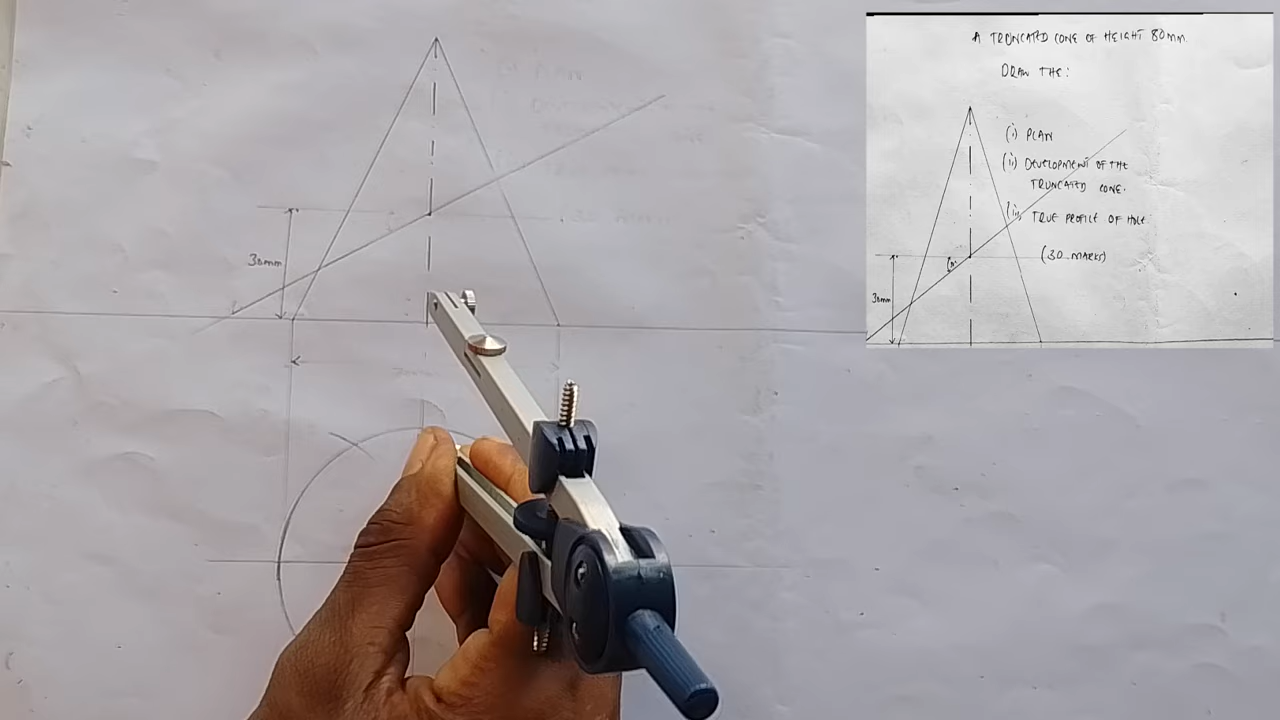 A TRUNCATED CONE OF HEIGHT 80mm.
DRAW THE:
(i) PLAN
(ii) DEVELOPMENT OF THE
TRUNCATED CONE.
TRUE PROFILE OF HOLE
(30 MARKS)
30mm
30mm